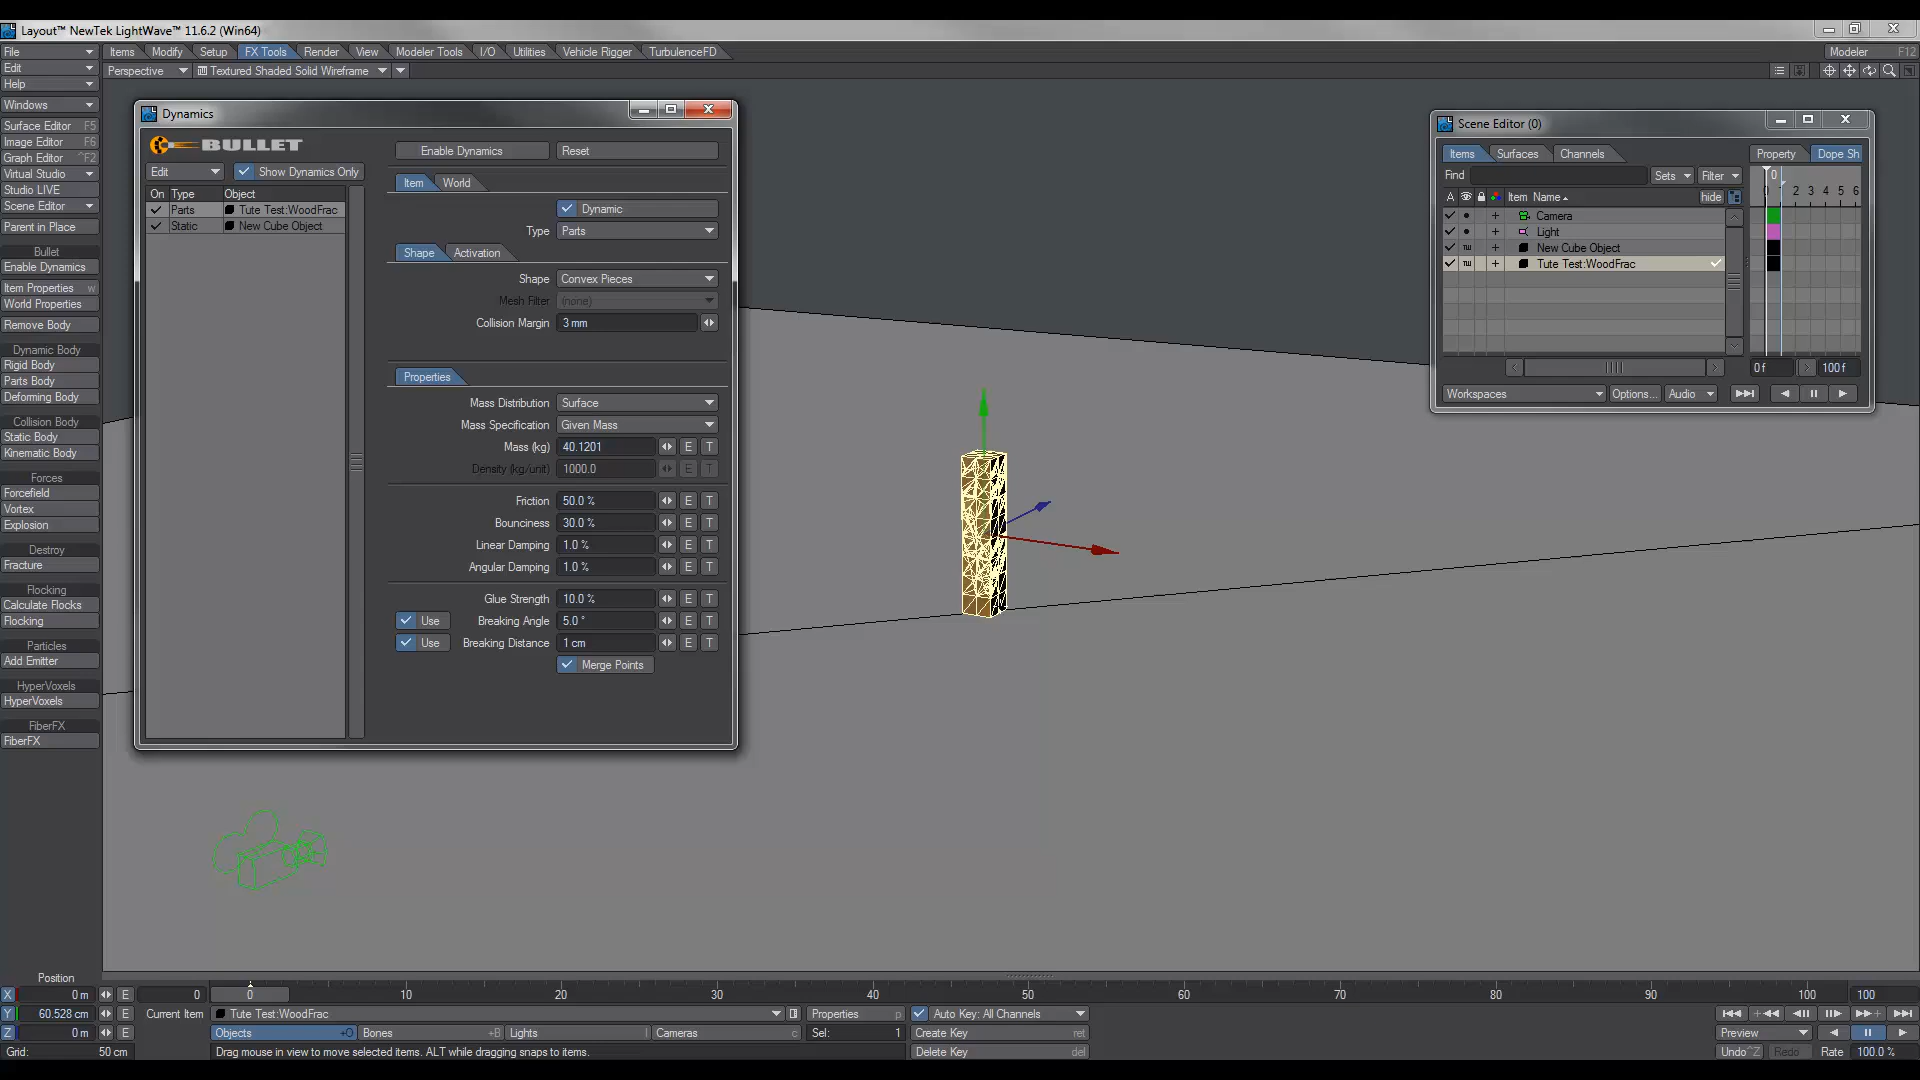 Layout™ NewTek LightWave™ 11.6.2 (Win64)
File
Items Modify Setup FX Tools Render View Modeler Tools I/O Utilities Vehicle Rigger TurbulenceFD
Modeler F12
Edit
Perspective Textured Shaded Solid Wireframe
Help
Windows
Surface Editor F5
Image Editor F6
Graph Editor ^F2
Virtual Studio
Studio LIVE
Scene Editor
Parent in Place
Bullet
Enable Dynamics
Item Properties w
World Properties
Remove Body
Dynamic Body
Rigid Body
Parts Body
Deforming Body
Collision Body
Static Body
Kinematic Body
Forces
Forcefield
Vortex
Explosion
Destroy
Fracture
Flocking
Calculate Flocks
Flocking
Particles
Add Emitter
HyperVoxels
HyperVoxels
FiberFX
FiberFX
Dynamics
BULLET
Edit Show Dynamics Only
On Type Object
Parts Tute Test:WoodFrac
Static New Cube Object
Enable Dynamics Reset
Item World
Dynamic
Type Parts
Shape Activation
Shape Convex Pieces
Mesh Filter (none)
Collision Margin 3 mm
Properties
Mass Distribution Surface
Mass Specification Given Mass
Mass (kg) 40.1201 E T
Density (kg/unit) 1000.0 E T
Friction 50.0 % E T
Bounciness 30.0 % E T
Linear Damping 1.0 % E T
Angular Damping 1.0 % E T
Glue Strength 10.0 % E T
Use Breaking Angle 5.0 ° E T
Use Breaking Distance 1 cm E T
Merge Points
Scene Editor (0)
Items Surfaces Channels Property Dope Sh
Find Sets Filter 0
A Item Name hide 0 1 2 3 4 5 6
+ Camera
+ Light
+ New Cube Object
+ Tute Test:WoodFrac
0 f 100 f
Workspaces Options... Audio
Position
X 0 m E 0 0 10 20 30 40 50 60 70 80 90 100 100
Y 60.528 cm E Current Item Tute Test:WoodFrac Properties p Auto Key: All Channels
Z 0 m E Objects +O Bones +B Lights l Cameras c Sel: 1 Create Key ret Preview
Grid: 50 cm Drag mouse in view to move selected items. ALT while dragging snaps to items. Delete Key del Undo ^Z Redo Rate 100.0 %